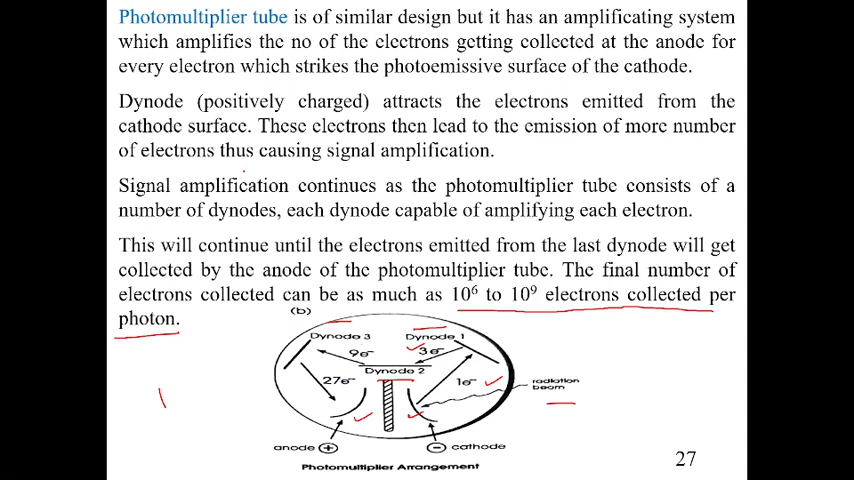 Photomultiplier tube is of similar design but it has an amplificating system
which amplifies the no of the electrons getting collected at the anode for
every electron which strikes the photoemissive surface of the cathode.
Dynode (positively charged) attracts the electrons emitted from the
cathode surface. These electrons then lead to the emission of more number
of electrons thus causing signal amplification.
Signal amplification continues as the photomultiplier tube consists of a
number of dynodes, each dynode capable of amplifying each electron.
This will continue until the electrons emitted from the last dynode will get
collected by the anode of the photomultiplier tube. The final number of
electrons collected can be as much as 10⁶ to 10⁹ electrons collected per
photon.
(b)
Dynode 3 Dynode 1
9e⁻ 3e⁻
Dynode 2
27e⁻ 1e⁻ radiation
beam
anode + − cathode
Photomultiplier Arrangement
27